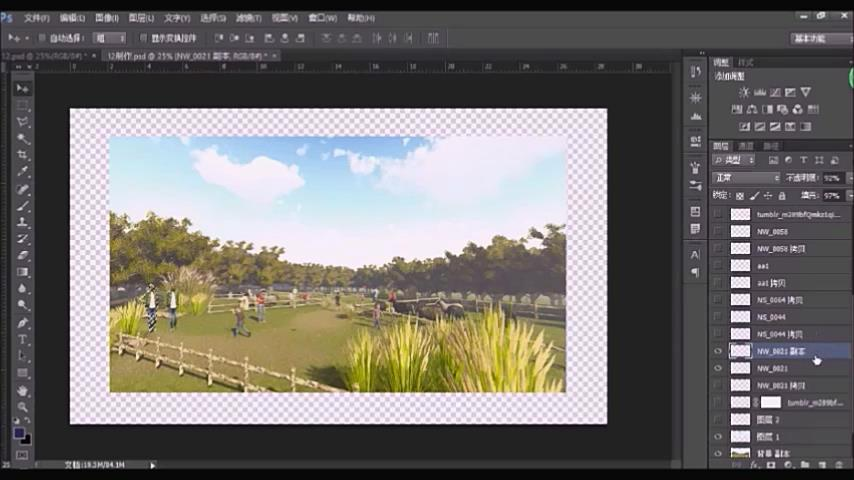 Ps 文件(F) 编辑(E) 图像(I) 图层(L) 文字(Y) 选择(S) 滤镜(T) 视图(V) 窗口(W) 帮助(H)
自动选择: 组 显示变换控件 基本功能
12.psd @ 25%(RGB/8#) * × 12制作.psd @ 25% (NW_0021 副本, RGB/8#) * ×
调整 样式
添加调整
图层 通道 路径
类型
正常 不透明度: 92%
锁定: 填充: 97%
NW_0058
NW_0058 拷贝
aa1
aa1 拷贝
NS_0064 拷贝
NS_0044
NS_0044 拷贝
NW_0021 副本
NW_0021
NW_0021 拷贝
图层 2
图层 1
背景 副本
文档:18.3M/84.1M